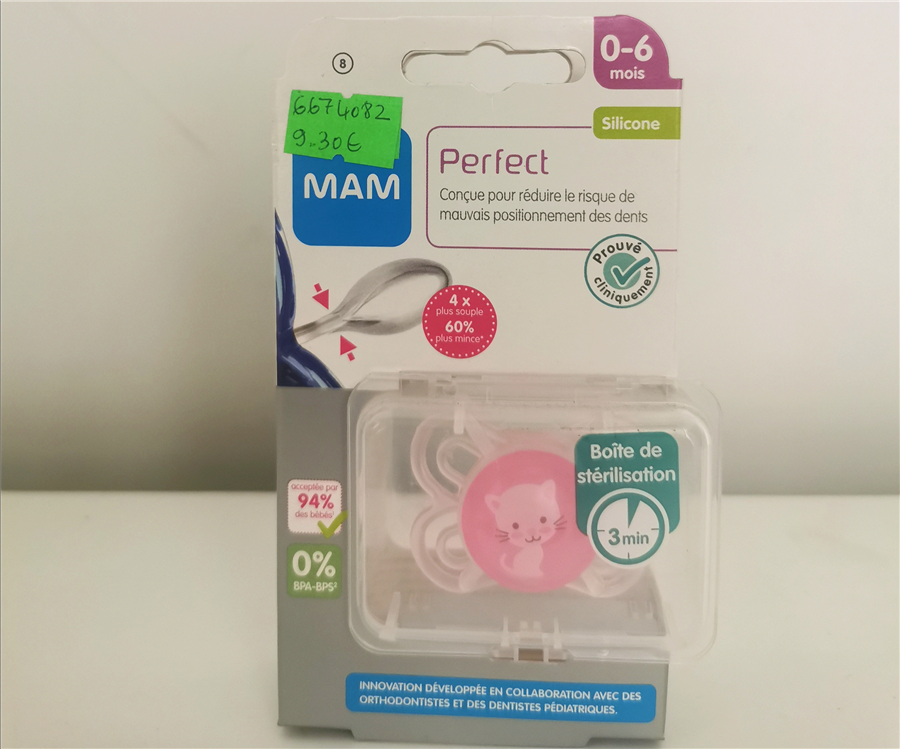 8
0-6
mois
6674082
9.30€
MAM
Silicone
Perfect
Conçue pour réduire le risque de
mauvais positionnement des dents
Prouvé
cliniquement
4 x
plus souple
60%
plus mince*
Boîte de
stérilisation
3 min
acceptée par
94%
des bébés¹
0%
BPA-BPS²
INNOVATION DÉVELOPPÉE EN COLLABORATION AVEC DES
ORTHODONTISTES ET DES DENTISTES PÉDIATRIQUES.